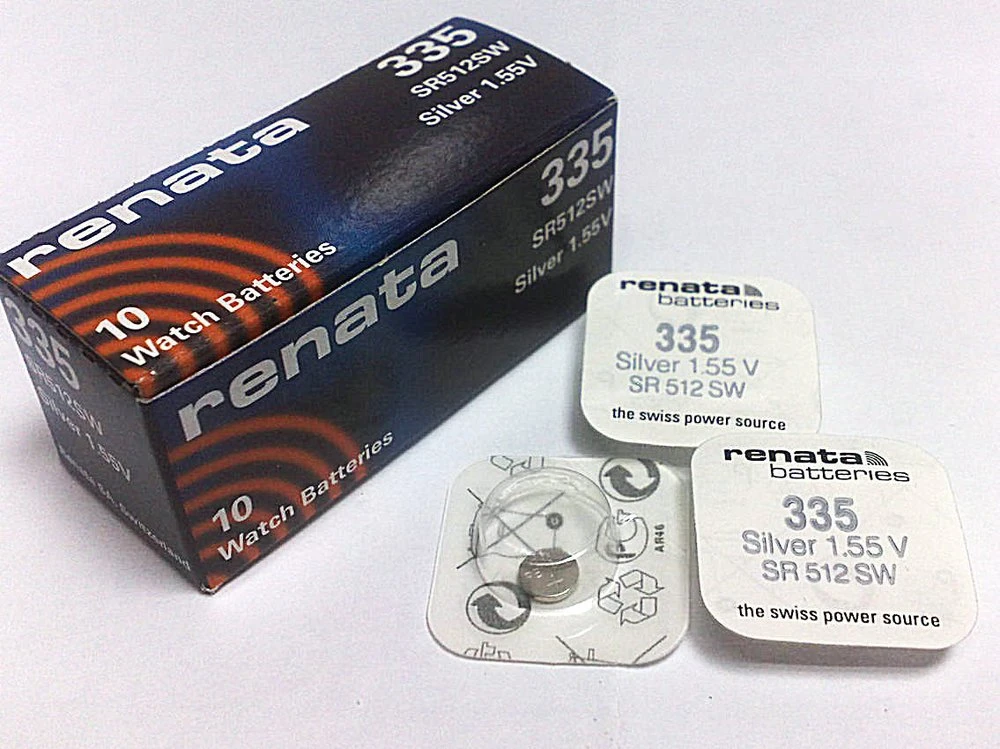 335
SR512SW
Silver 1.55V
renata
10
Watch Batteries
335
SR512SW
Silver 1.55V
renata
10
Watch Batteries
335
SR512SW
Silver 1.55V
Switzerland
renata
batteries
335
Silver 1.55 V
SR 512 SW
the swiss power source
renata
batteries
335
Silver 1.55 V
SR 512 SW
the swiss power source
AR46